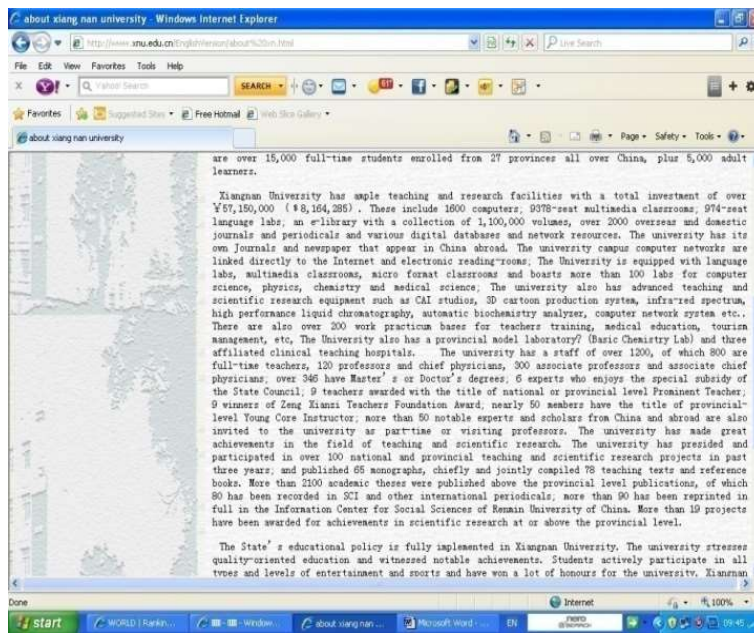 about xiang nan university - Windows Internet Explorer
http://www.xnu.edu.cn/EnglishVersion/about%20xn.html
Live Search
File Edit View Favorites Tools Help
Yahoo! Search
SEARCH
Favorites
Suggested Sites
Free Hotmail
Web Slice Gallery
about xiang nan university
Page Safety Tools
are over 15,000 full-time students enrolled from 27 provinces all over China, plus 5,000 adult
learners.
Xiangnan University has ample teaching and research facilities with a total investment of over
¥57,150,000 ($8,164,285). These include 1600 computers; 9378-seat multimedia classrooms; 974-seat
language labs; an e-library with a collection of 1,100,000 volumes, over 2000 overseas and domestic
journals and periodicals and various digital databases and network resources. The university has its
own Journals and newspaper that appear in China abroad. The university campus computer networks are
linked directly to the Internet and electronic reading-rooms; The University is equipped with language
labs, multimedia classrooms, micro format classrooms and boasts more than 100 labs for computer
science, physics, chemistry and medical science; The university also has advanced teaching and
scientific research equipment such as CAI studios, 3D cartoon production system, infra-red spectrum,
high performance liquid chromatography, automatic biochemistry analyzer, computer network system etc..
There are also over 200 work practicum bases for teachers training, medical education, tourism
management, etc, The University also has a provincial model laboratory? (Basic Chemistry Lab) and three
affiliated clinical teaching hospitals. The university has a staff of over 1200, of which 800 are
full-time teachers, 120 professors and chief physicians, 300 associate professors and associate chief
physicians; over 346 have Master's or Doctor's degrees; 6 experts who enjoys the special subsidy of
the State Council; 9 teachers awarded with the title of national or provincial level Prominent Teacher;
9 winners of Zeng Xianzi Teachers Foundation Award; nearly 50 members have the title of provincial-
level Young Core Instructor; more than 50 notable experts and scholars from China and abroad are also
invited to the university as part-time or visiting professors. The university has made great
achievements in the field of teaching and scientific research. The university has presided and
participated in over 100 national and provincial teaching and scientific research projects in past
three years; and published 65 monographs, chiefly and jointly compiled 78 teaching texts and reference
books. More than 2100 academic theses were published above the provincial level publications, of which
80 has been recorded in SCI and other international periodicals; more than 90 has been reprinted in
full in the Information Center for Social Sciences of Renmin University of China. More than 19 projects
have been awarded for achievements in scientific research at or above the provincial level.
The State's educational policy is fully implemented in Xiangnan University. The university stresses
quality-oriented education and witnessed notable achievements. Students actively participate in all
types and levels of entertainment and sports and have won a lot of honours for the university. Xiangnan
Done
Internet
100%
start
WORLD | Rankin...
about xiang nan ...
Microsoft Word - ...
EN
nero
SEARCH
09:45